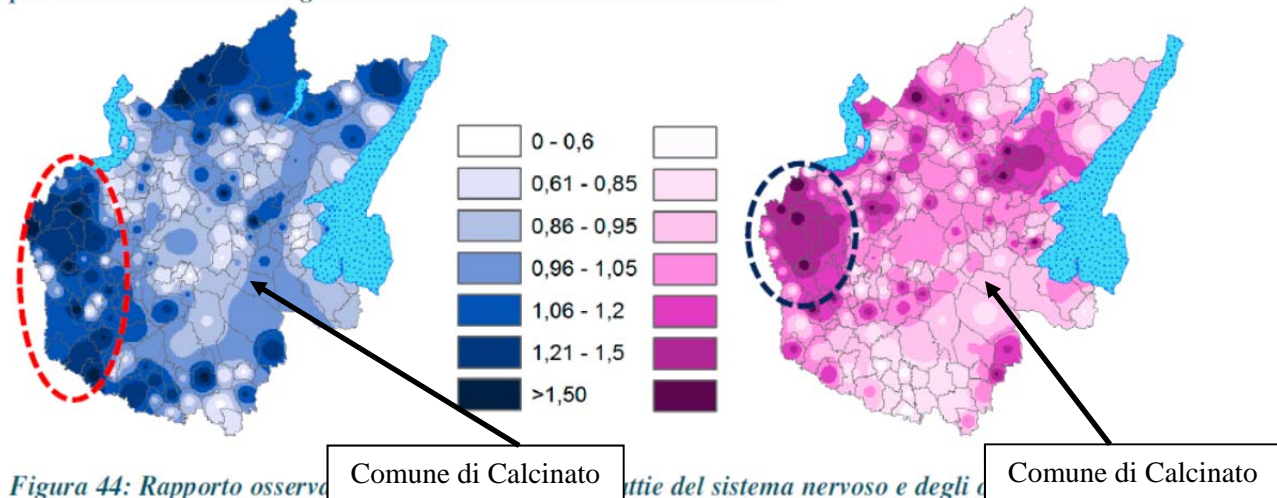 0 - 0,6
0,61 - 0,85
0,86 - 0,95
0,96 - 1,05
1,06 - 1,2
1,21 - 1,5
>1,50
Comune di Calcinato
Comune di Calcinato
Figura 44: Rapporto osserva ttie del sistema nervoso e degli o